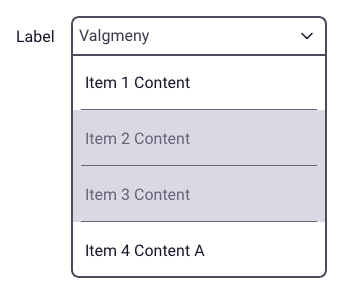 Label
Valgmeny
Item 1 Content
Item 2 Content
Item 3 Content
Item 4 Content A